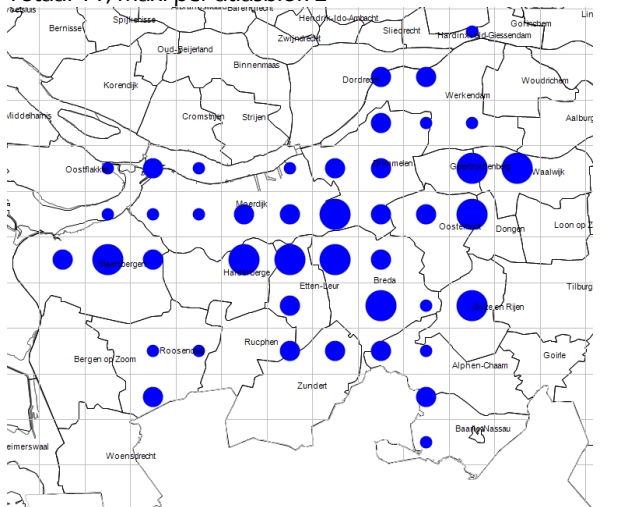 Bernisse
Spijkenisse
Hendrik-Ido-Ambacht
Sliedrecht
Gorinchem
Zwijndrecht
Hardinxveld-Giessendam
Oud-Beijerland
Binnenmaas
Dordrecht
Woudrichem
Korendijk
Werkendam
Middelharnis
Cromstrijen
Strijen
Aalburg
Oostflakkee
Drimmelen
Geertruidenberg
Waalwijk
Moerdijk
Oosterhout
Dongen
Loon op Z
Steenbergen
Halderberge
Etten-Leur
Breda
Tilburg
Gilze en Rijen
Rucphen
Roosendaal
Bergen op Zoom
Goirle
Alphen-Chaam
Zundert
Baarle-Nassau
eimerswaal
Woensdrecht